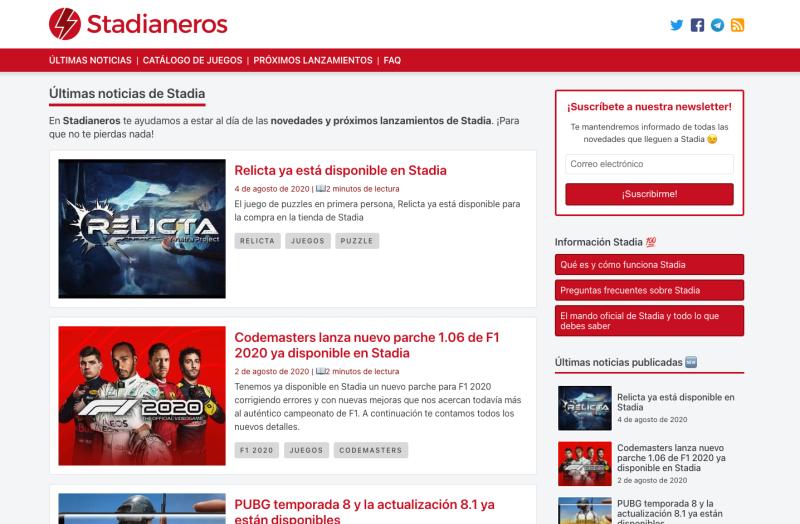 Stadianeros
ÚLTIMAS NOTICIAS | CATÁLOGO DE JUEGOS | PRÓXIMOS LANZAMIENTOS | FAQ
Últimas noticias de Stadia
En Stadianeros te ayudamos a estar al día de las novedades y próximos lanzamientos de Stadia. ¡Para
que no te pierdas nada!
RELICTA
Relicta ya está disponible en Stadia
4 de agosto de 2020 | 📖2 minutos de lectura
El juego de puzzles en primera persona, Relicta ya está disponible para
la compra en la tienda de Stadia
RELICTA JUEGOS PUZZLE
F1 2020
THE OFFICIAL VIDEOGAME
Codemasters lanza nuevo parche 1.06 de F1
2020 ya disponible en Stadia
2 de agosto de 2020 | 📖2 minutos de lectura
Tenemos ya disponible en Stadia un nuevo parche para F1 2020
corrigiendo errores y con nuevas mejoras que nos acercan todavía más
al auténtico campeonato de F1. A continuación te contamos todos los
nuevos detalles.
F1 2020 JUEGOS CODEMASTERS
PUBG temporada 8 y la actualización 8.1 ya
están disponibles
¡Suscríbete a nuestra newsletter!
Te mantendremos informado de todas las
novedades que lleguen a Stadia 😉
Correo electrónico
¡Suscribirme!
Información Stadia 💯
Qué es y cómo funciona Stadia
Preguntas frecuentes sobre Stadia
El mando oficial de Stadia y todo lo que
debes saber
Últimas noticias publicadas 🆕
RELICTA
Relicta ya está disponible en
Stadia
4 de agosto de 2020
F1 2020
Codemasters lanza nuevo
parche 1.06 de F1 2020 ya
disponible en Stadia
2 de agosto de 2020
PUBG temporada 8 y la
actualización 8.1 ya están
disponibles